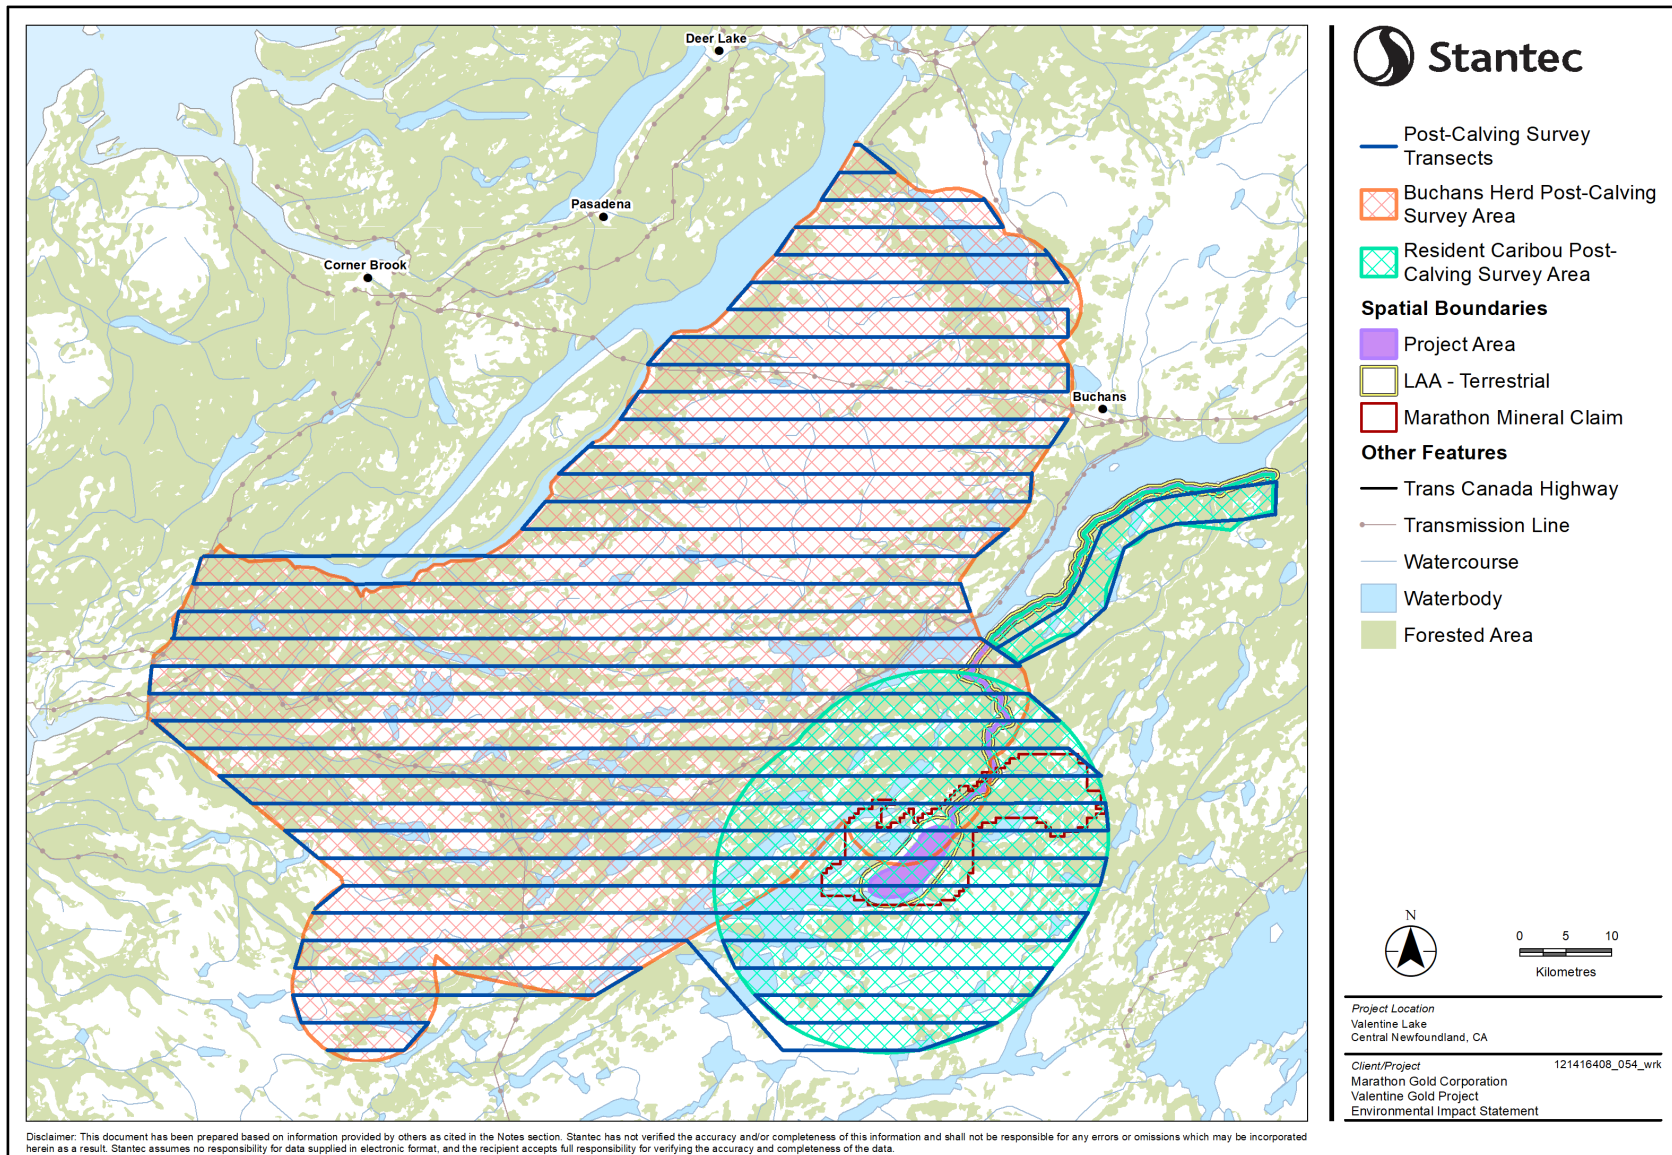 Deer Lake
Pasadena
Corner Brook
Buchans
Stantec
Post-Calving Survey
Transects
Buchans Herd Post-Calving
Survey Area
Resident Caribou Post-
Calving Survey Area
Spatial Boundaries
Project Area
LAA - Terrestrial
Marathon Mineral Claim
Other Features
Trans Canada Highway
Transmission Line
Watercourse
Waterbody
Forested Area
N
0 5 10
Kilometres
Project Location
Valentine Lake
Central Newfoundland, CA
Client/Project 121416408_054_wrk
Marathon Gold Corporation
Valentine Gold Project
Environmental Impact Statement
Disclaimer: This document has been prepared based on information provided by others as cited in the Notes section. Stantec has not verified the accuracy and/or completeness of this information and shall not be responsible for any errors or omissions which may be incorporated
herein as a result. Stantec assumes no responsibility for data supplied in electronic format, and the recipient accepts full responsibility for verifying the accuracy and completeness of the data.